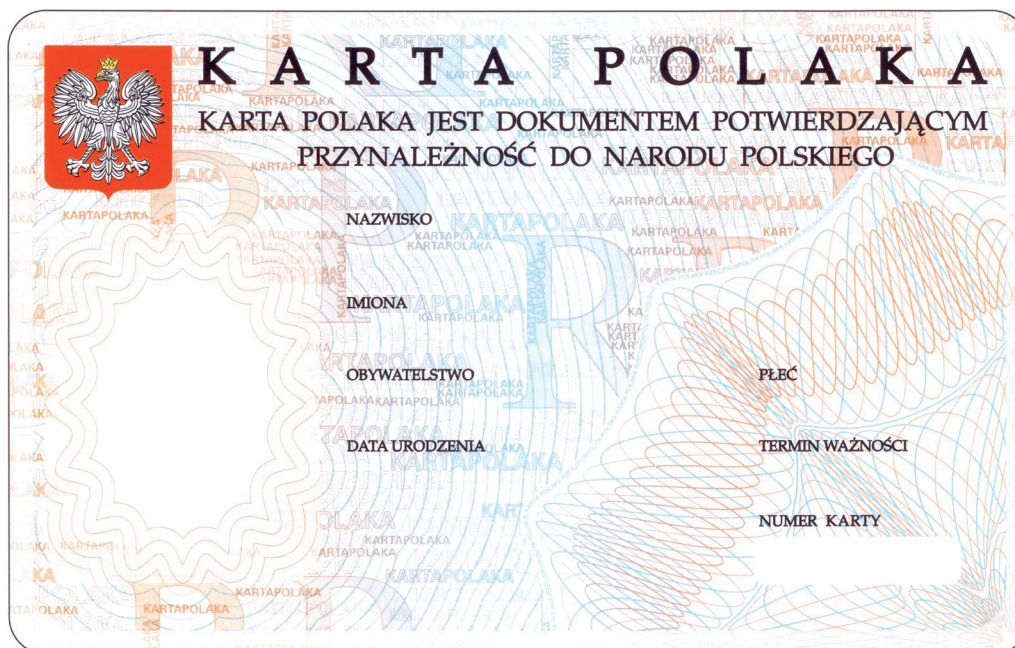 KARTA POLAKA
KARTA POLAKA JEST DOKUMENTEM POTWIERDZAJĄCYM
PRZYNALEŻNOŚĆ DO NARODU POLSKIEGO
NAZWISKO
IMIONA
OBYWATELSTWO
PŁEĆ
DATA URODZENIA
TERMIN WAŻNOŚCI
NUMER KARTY